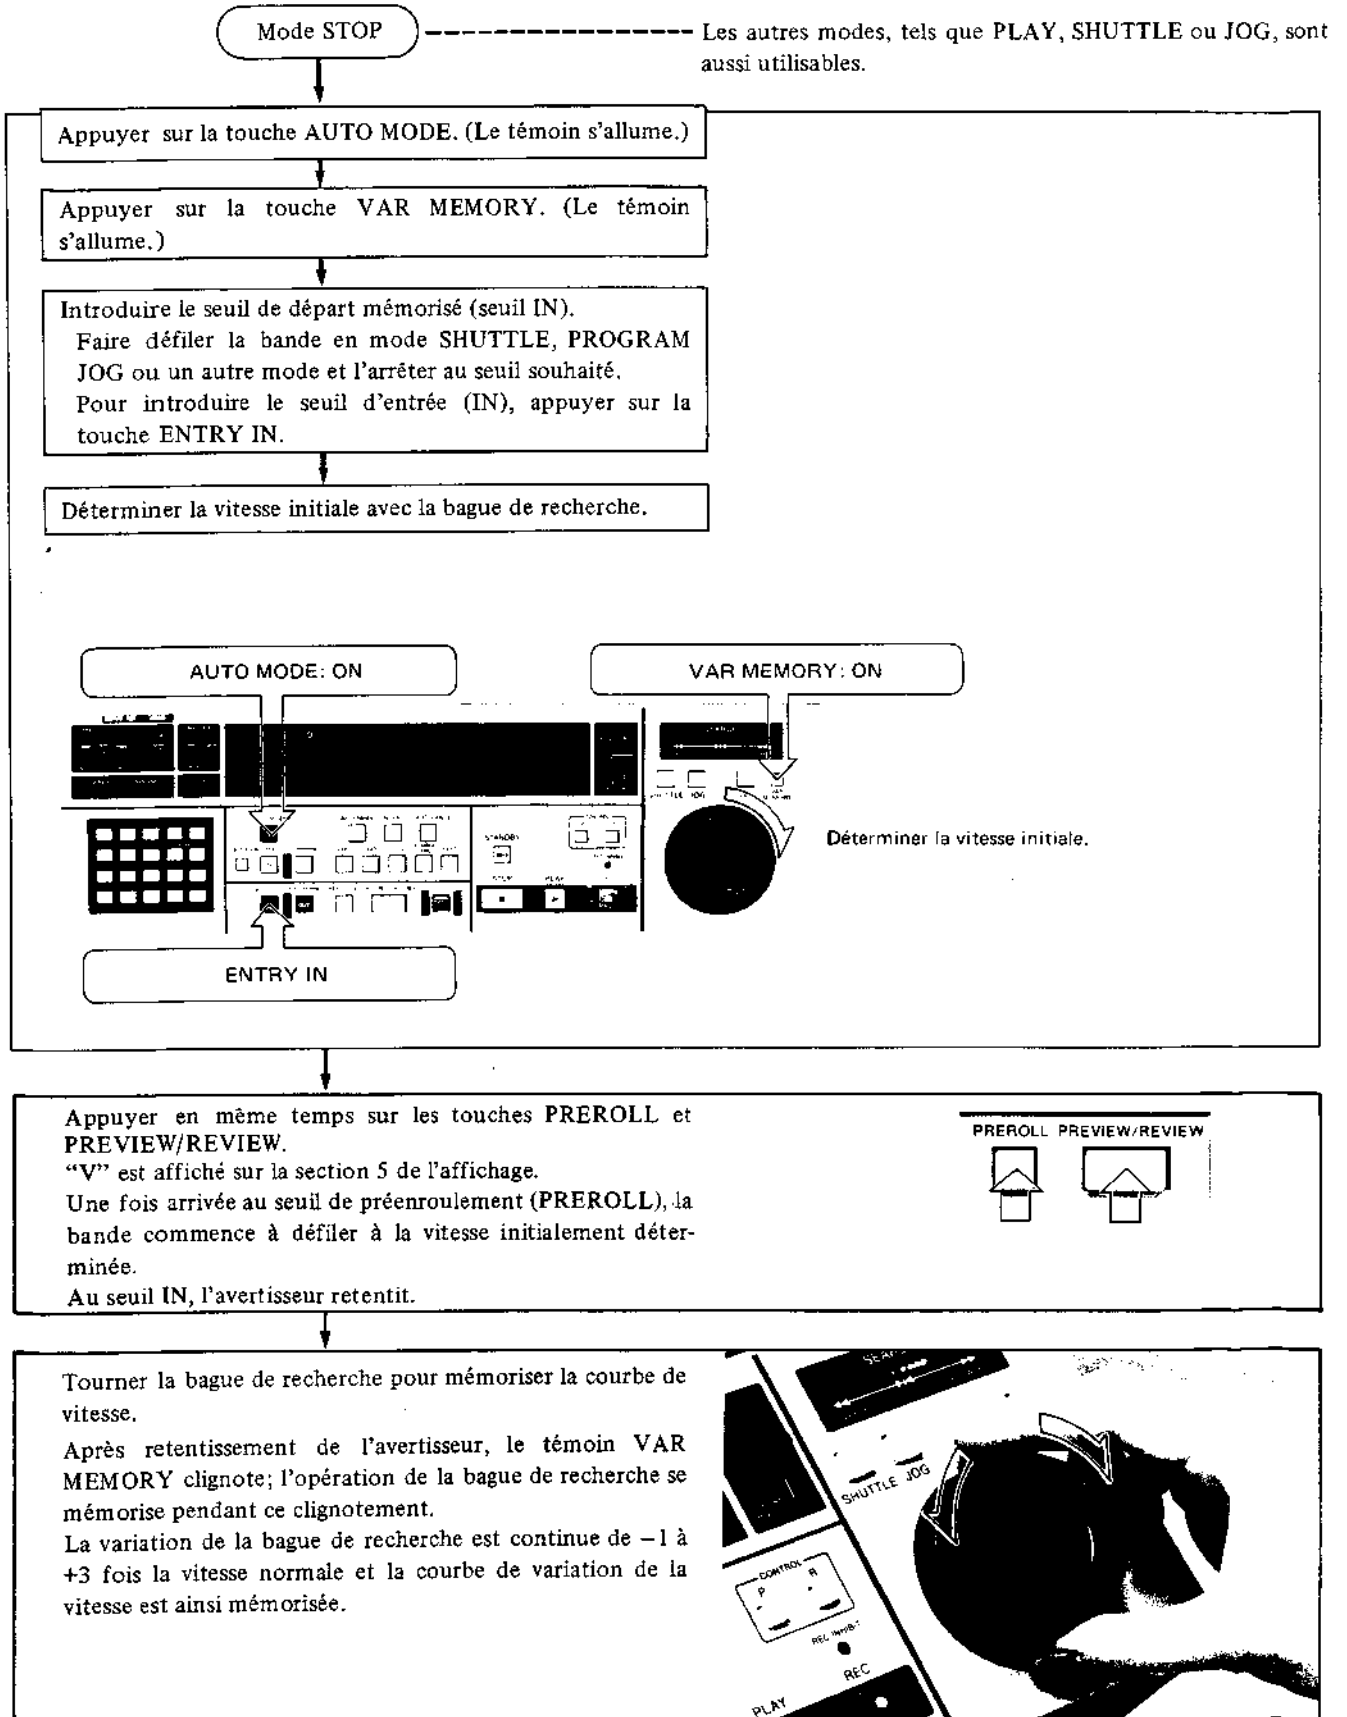 Mode STOP
Les autres modes, tels que PLAY, SHUTTLE ou JOG, sont
aussi utilisables.
Appuyer sur la touche AUTO MODE. (Le témoin s'allume.)
Appuyer sur la touche VAR MEMORY. (Le témoin
s'allume.)
Introduire le seuil de départ mémorisé (seuil IN).
Faire défiler la bande en mode SHUTTLE, PROGRAM
JOG ou un autre mode et l'arrêter au seuil souhaité.
Pour introduire le seuil d'entrée (IN), appuyer sur la
touche ENTRY IN.
Déterminer la vitesse initiale avec la bague de recherche.
AUTO MODE: ON
VAR MEMORY: ON
JOG
STANDBY
STOP
PLAY
OUT
Déterminer la vitesse initiale.
ENTRY IN
Appuyer en même temps sur les touches PREROLL et
PREVIEW/REVIEW.
“V” est affiché sur la section 5 de l'affichage.
Une fois arrivée au seuil de préenroulement (PREROLL), la
bande commence à défiler à la vitesse initialement déter-
minée.
Au seuil IN, l'avertisseur retentit.
PREROLL PREVIEW/REVIEW
Tourner la bague de recherche pour mémoriser la courbe de
vitesse.
Après retentissement de l'avertisseur, le témoin VAR
MEMORY clignote; l'opération de la bague de recherche se
mémorise pendant ce clignotement.
La variation de la bague de recherche est continue de −1 à
+3 fois la vitesse normale et la courbe de variation de la
vitesse est ainsi mémorisée.
SHUTTLE JOG
CONTROL
P R
REC INHIBIT
REC
PLAY